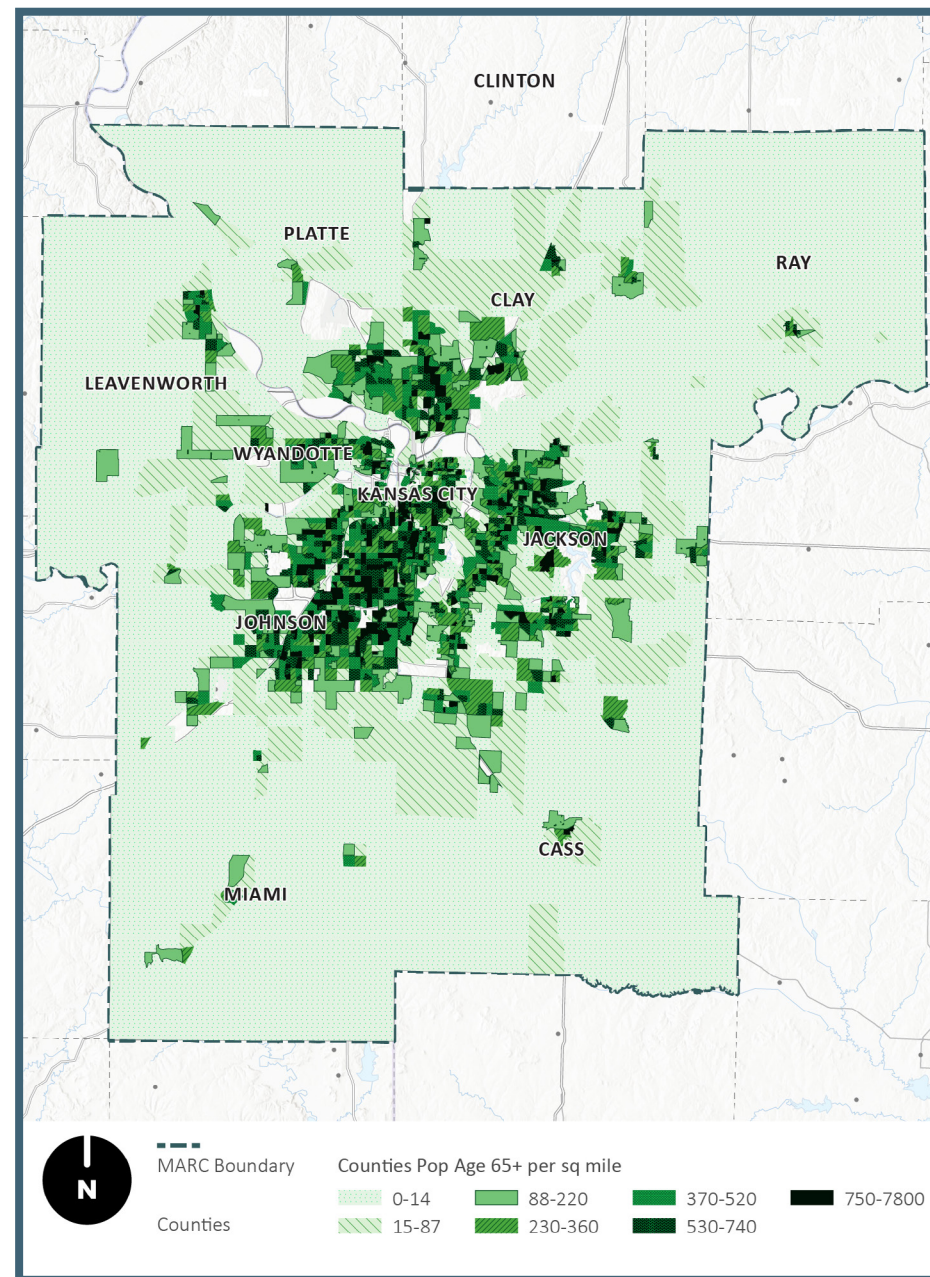 CLINTON
PLATTE
RAY
CLAY
LEAVENWORTH
WYANDOTTE
KANSAS CITY
JACKSON
JOHNSON
CASS
MIAMI
N
MARC Boundary
Counties
Counties Pop Age 65+ per sq mile
0-14
88-220
370-520
750-7800
15-87
230-360
530-740